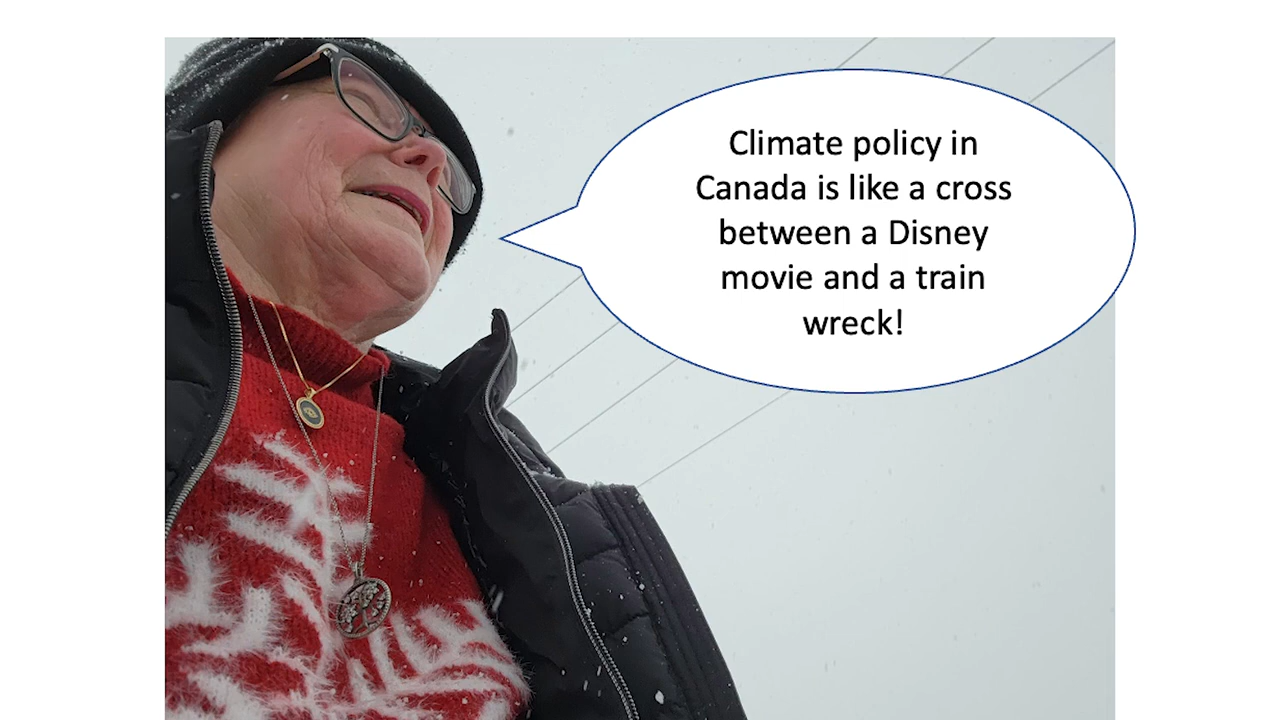 Climate policy in
Canada is like a cross
between a Disney
movie and a train
wreck!